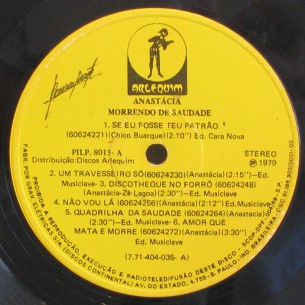 ARLEQUIM
ANASTÁCIA
MORRENDO DE SAUDADE
1. SE EU FOSSE TEU PATRÃO
(60624221) (Chico Buarque) (2:10'') Ed. Cara Nova
PILP. 8015- A
Distribuição: Discos Arlequim
STEREO
℗ 1979
2. UM TRAVESSEIRO SÓ (60624230) (Anastácia) (2:15'')- Ed.
Musiclave- 3. DISCOTHEQUE NO FORRÓ (60624248)
(Anastácia-Zé-Lagoa) (2:30'')- Ed. Musiclave
4. NÃO VOU LÁ (60624256) (Anastácia) (2:50'')- Ed. Musiclave
5. QUADRILHA DA SAUDADE (60624264) (Anastácia)
(2:30'')- Ed. Musiclave- 6. AMOR QUE
MATA E MORRE (60624272) (Anastácia) (3:30'')
Ed. Musiclave
(7.71-404-035- A)